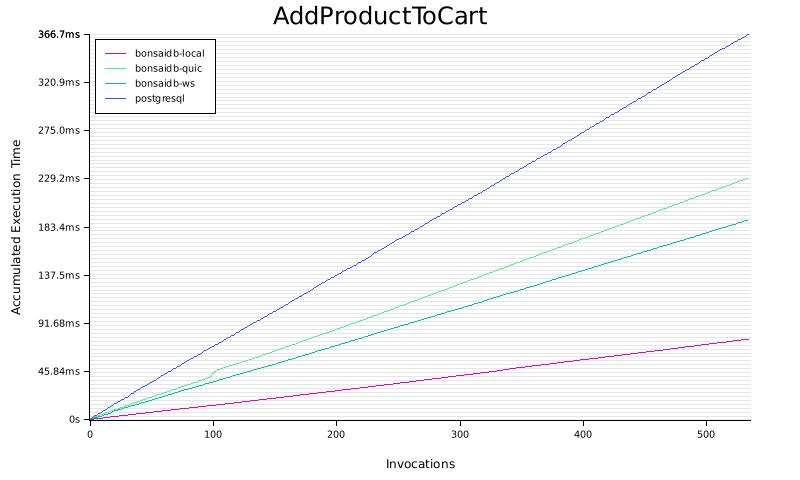 AddProductToCart
366.7ms
320.9ms
275.0ms
229.2ms
183.4ms
137.5ms
91.68ms
45.84ms
0s
bonsaidb-local
bonsaidb-quic
bonsaidb-ws
postgresql
Accumulated Execution Time
0
100
200
300
400
500
Invocations